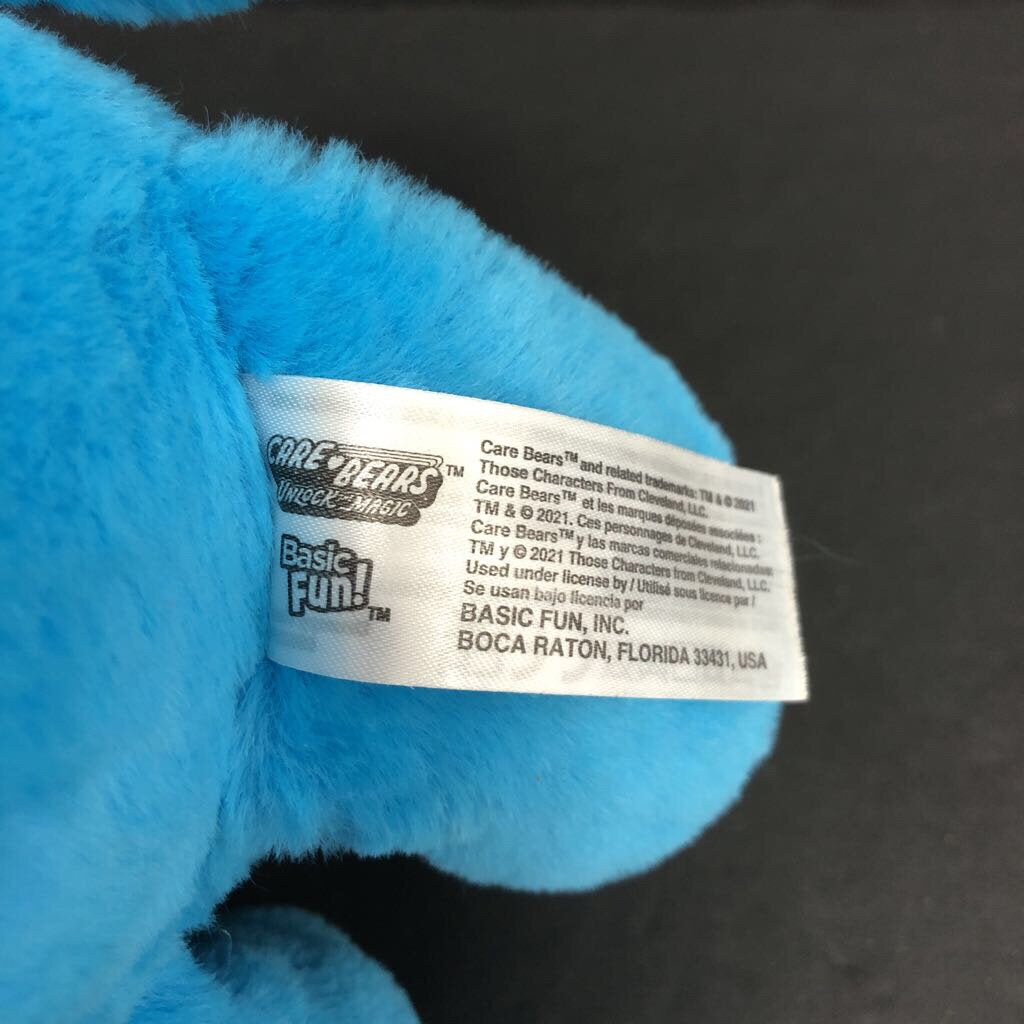 CARE BEARS™
UNLOCK THE MAGIC
Basic
Fun!™
Care Bears™ and related trademarks: TM & © 2021
Those Characters From Cleveland, LLC.
Care Bears™ et les marques déposées associées :
TM & © 2021. Ces personnages de Cleveland, LLC.
Care Bears™ y las marcas comerciales relacionadas:
TM y © 2021 Those Characters from Cleveland, LLC.
Used under license by / Utilisé sous licence par /
Se usan bajo licencia por
BASIC FUN, INC.
BOCA RATON, FLORIDA 33431, USA